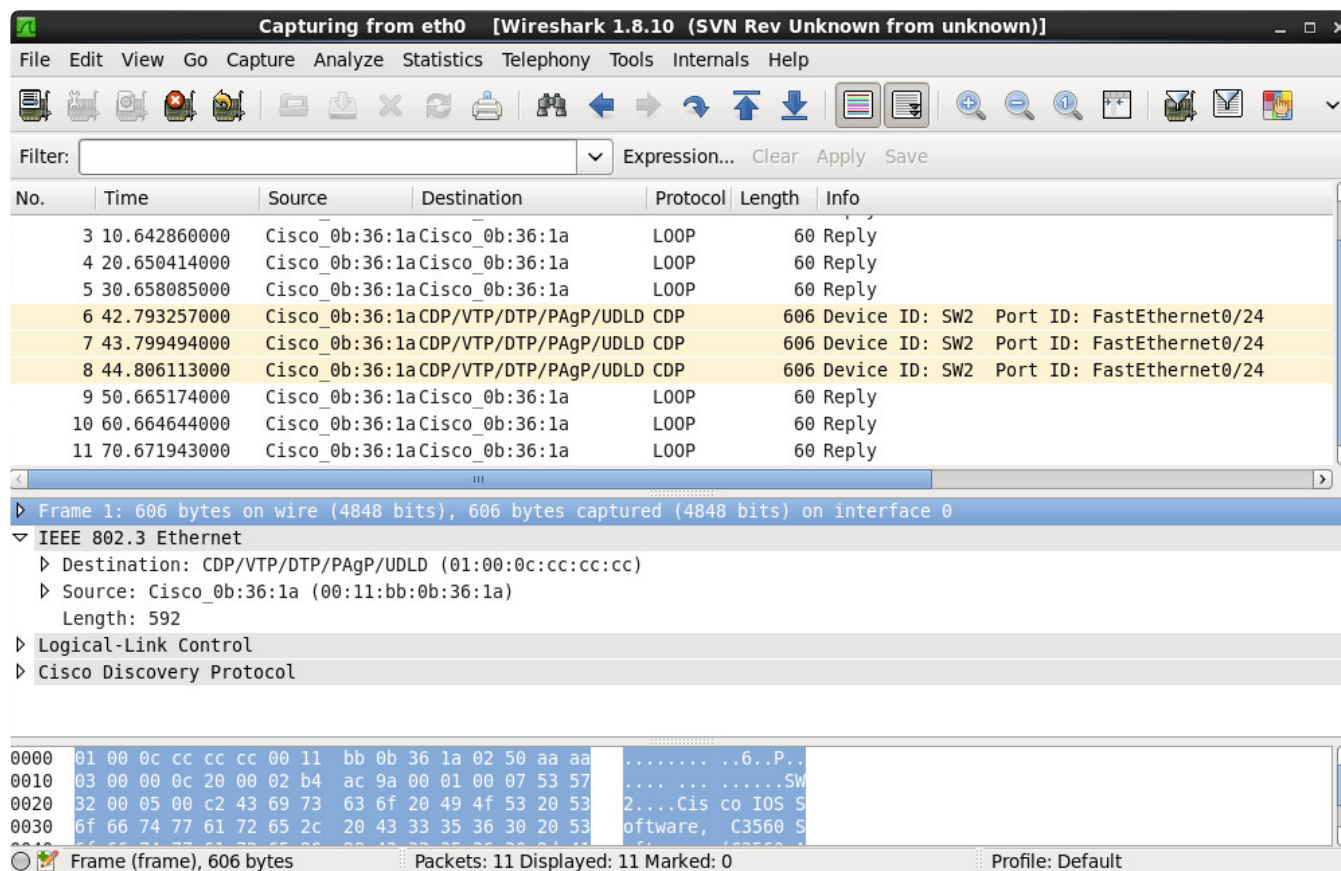 Capturing from eth0 [Wireshark 1.8.10 (SVN Rev Unknown from unknown)]
File Edit View Go Capture Analyze Statistics Telephony Tools Internals Help
Filter: Expression... Clear Apply Save
No. Time Source Destination Protocol Length Info
3 10.642860000 Cisco_0b:36:1a Cisco_0b:36:1a LOOP 60 Reply
4 20.650414000 Cisco_0b:36:1a Cisco_0b:36:1a LOOP 60 Reply
5 30.658085000 Cisco_0b:36:1a Cisco_0b:36:1a LOOP 60 Reply
6 42.793257000 Cisco_0b:36:1a CDP/VTP/DTP/PAgP/UDLD CDP 606 Device ID: SW2 Port ID: FastEthernet0/24
7 43.799494000 Cisco_0b:36:1a CDP/VTP/DTP/PAgP/UDLD CDP 606 Device ID: SW2 Port ID: FastEthernet0/24
8 44.806113000 Cisco_0b:36:1a CDP/VTP/DTP/PAgP/UDLD CDP 606 Device ID: SW2 Port ID: FastEthernet0/24
9 50.665174000 Cisco_0b:36:1a Cisco_0b:36:1a LOOP 60 Reply
10 60.664644000 Cisco_0b:36:1a Cisco_0b:36:1a LOOP 60 Reply
11 70.671943000 Cisco_0b:36:1a Cisco_0b:36:1a LOOP 60 Reply
Frame 1: 606 bytes on wire (4848 bits), 606 bytes captured (4848 bits) on interface 0
IEEE 802.3 Ethernet
Destination: CDP/VTP/DTP/PAgP/UDLD (01:00:0c:cc:cc:cc)
Source: Cisco_0b:36:1a (00:11:bb:0b:36:1a)
Length: 592
Logical-Link Control
Cisco Discovery Protocol
0000 01 00 0c cc cc cc 00 11 bb 0b 36 1a 02 50 aa aa ........ ..6..P..
0010 03 00 00 0c 20 00 02 b4 ac 9a 00 01 00 07 53 57 .... ... ......SW
0020 32 00 05 00 c2 43 69 73 63 6f 20 49 4f 53 20 53 2....Cis co IOS S
0030 6f 66 74 77 61 72 65 2c 20 43 33 35 36 30 20 53 oftware, C3560 S
Frame (frame), 606 bytes Packets: 11 Displayed: 11 Marked: 0 Profile: Default